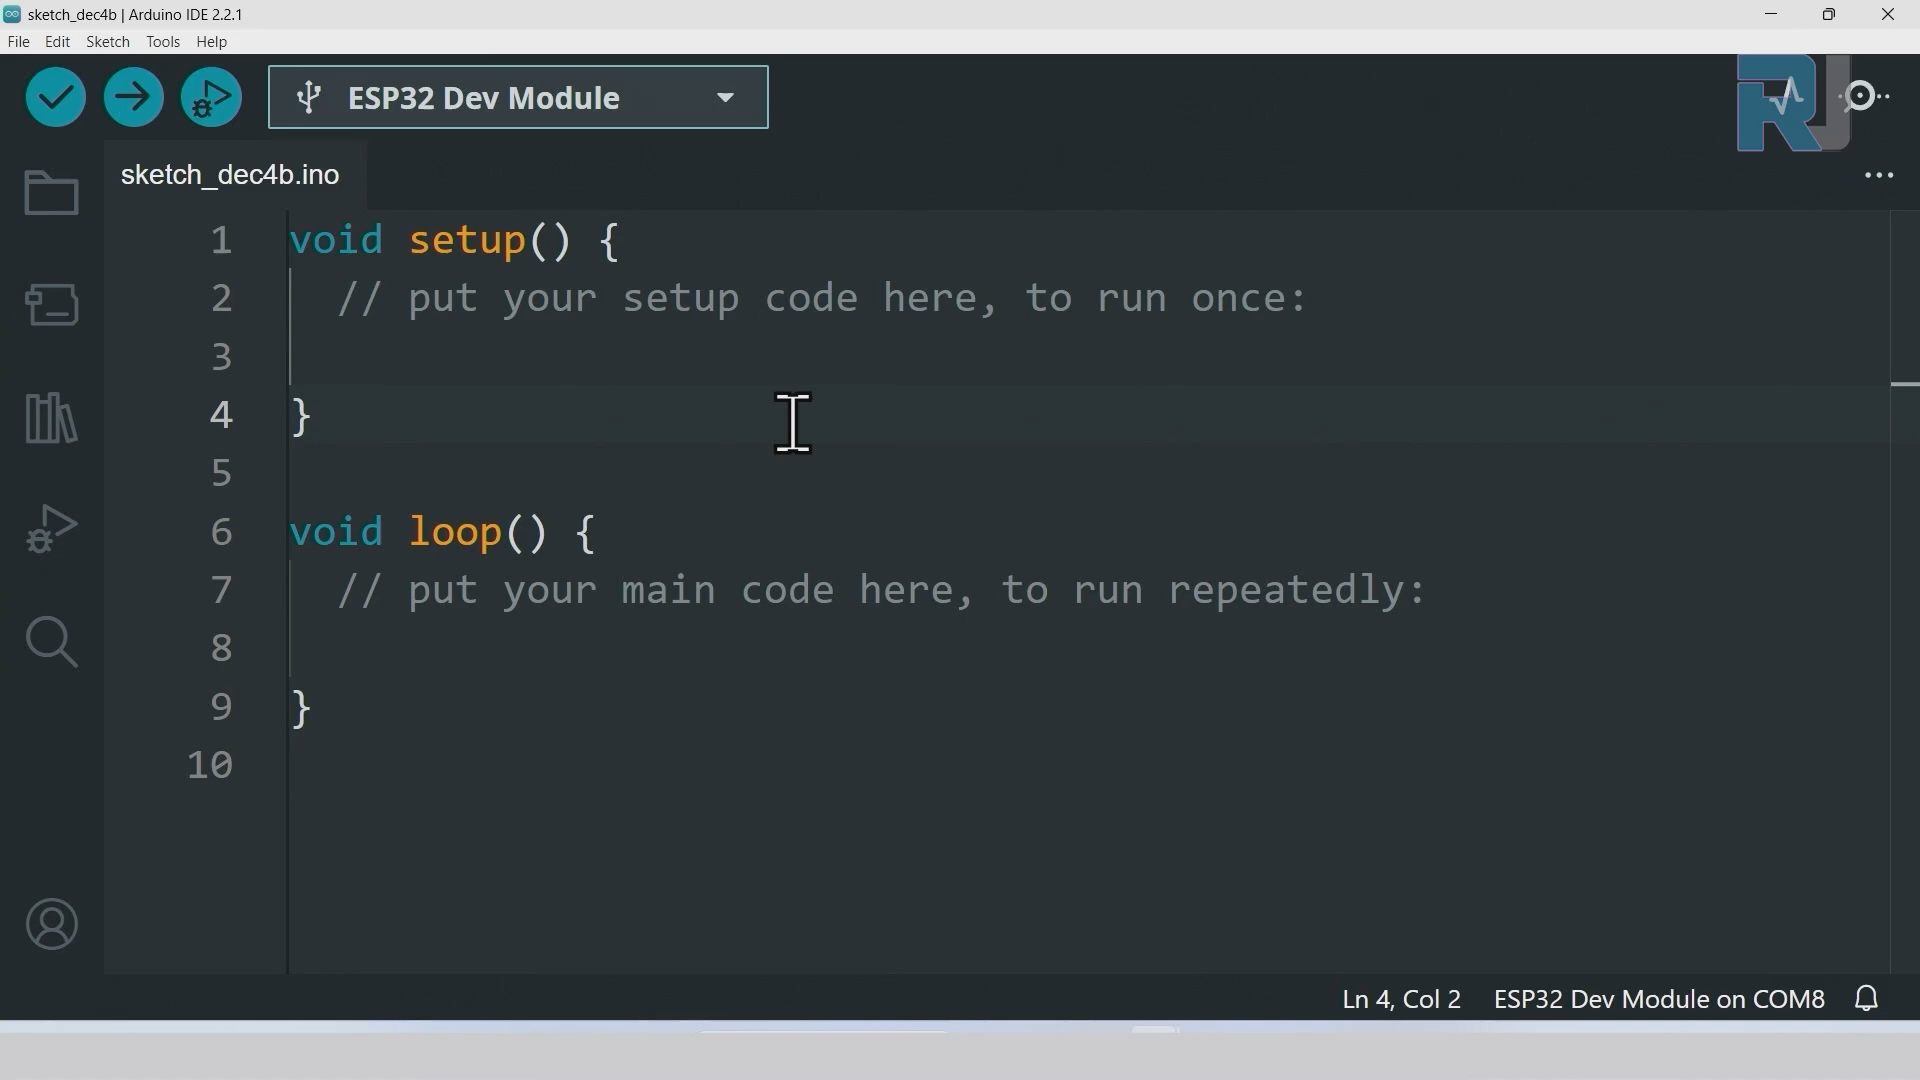 sketch_dec4b | Arduino IDE 2.2.1
File Edit Sketch Tools Help
ESP32 Dev Module
RJ
sketch_dec4b.ino
1 void setup() {
2 // put your setup code here, to run once:
3
4 }
5
6 void loop() {
7 // put your main code here, to run repeatedly:
8
9 }
10
Ln 4, Col 2 ESP32 Dev Module on COM8